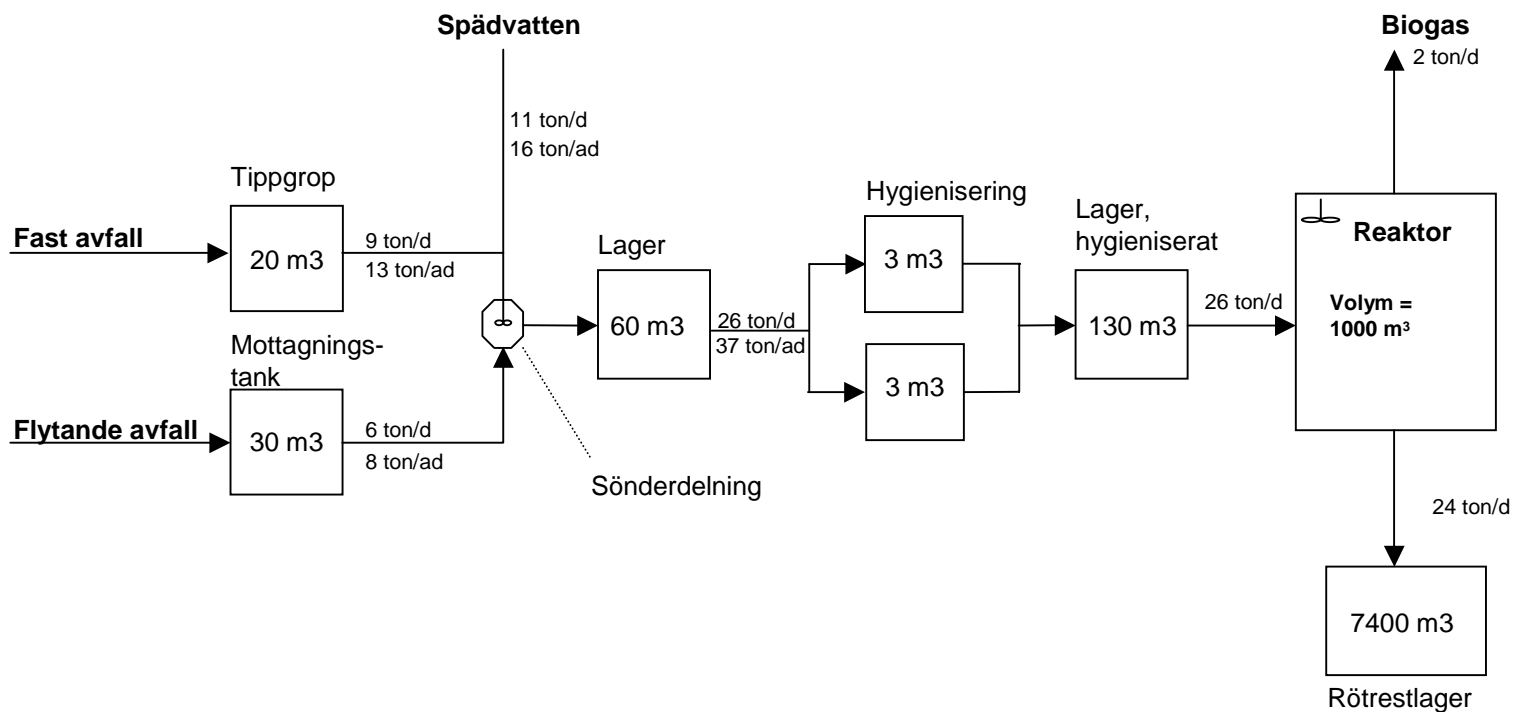 Spädvatten
Biogas
2 ton/d
11 ton/d
16 ton/ad
Tippgrop
Fast avfall
20 m3
9 ton/d
13 ton/ad
Lager
60 m3
26 ton/d
37 ton/ad
Hygienisering
3 m3
3 m3
Lager,
hygieniserat
130 m3
26 ton/d
Reaktor
Volym =
1000 m³
Mottagnings-
tank
Flytande avfall
30 m3
6 ton/d
8 ton/ad
Sönderdelning
24 ton/d
7400 m3
Rötrestlager